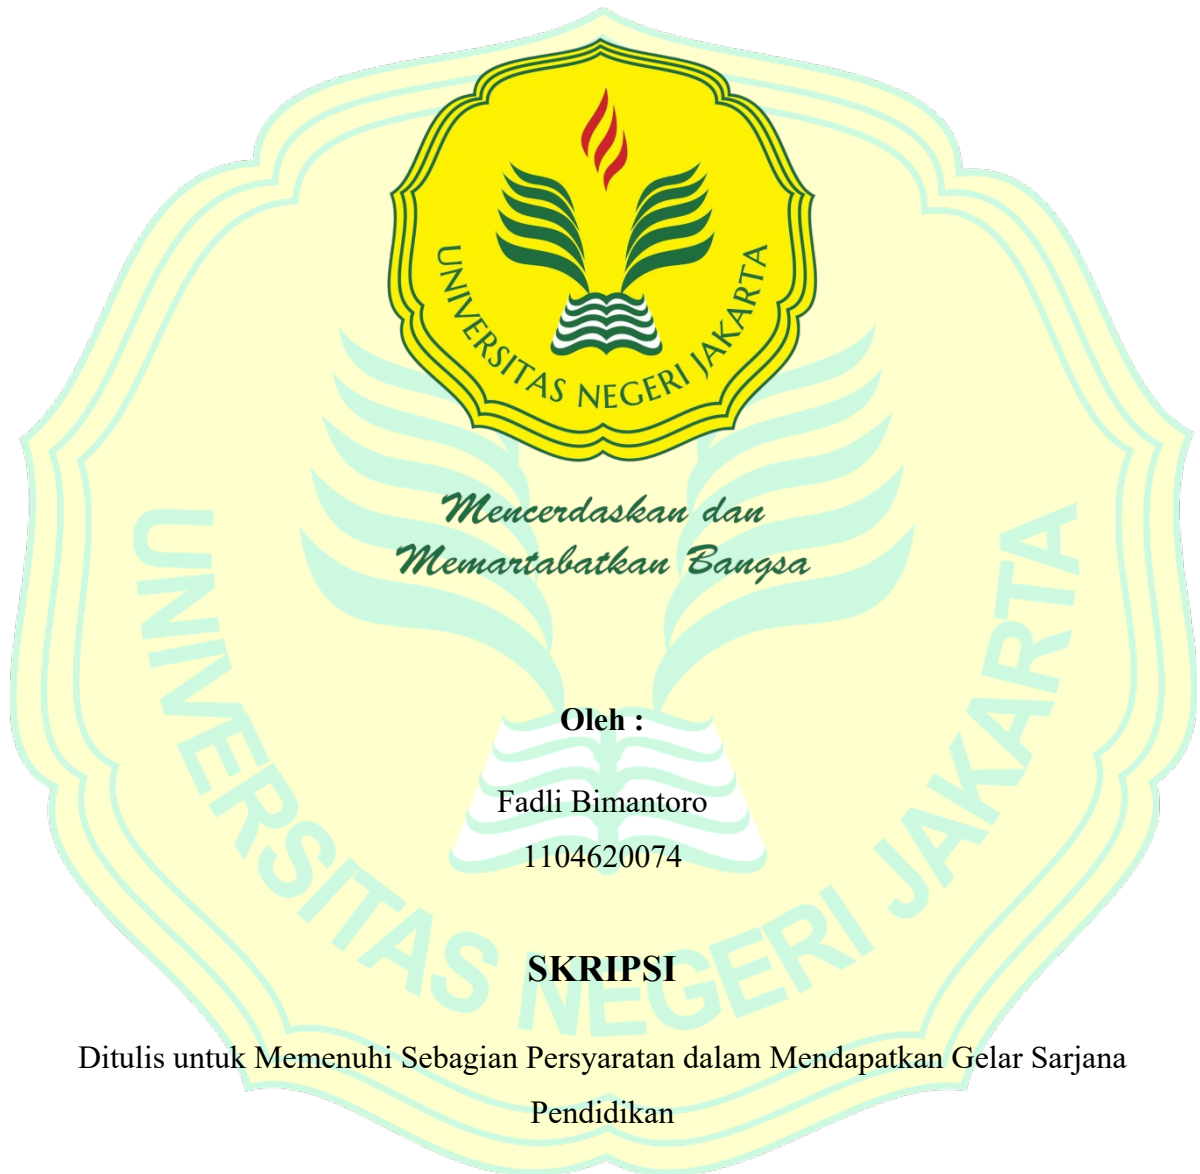 UNIVERSITAS NEGERI JAKARTA
Mencerdaskan dan
Memartabatkan Bangsa
Oleh :
Fadli Bimantoro
1104620074
SKRIPSI
Ditulis untuk Memenuhi Sebagian Persyaratan dalam Mendapatkan Gelar Sarjana
Pendidikan
UNIVERSITAS NEGERI JAKARTA